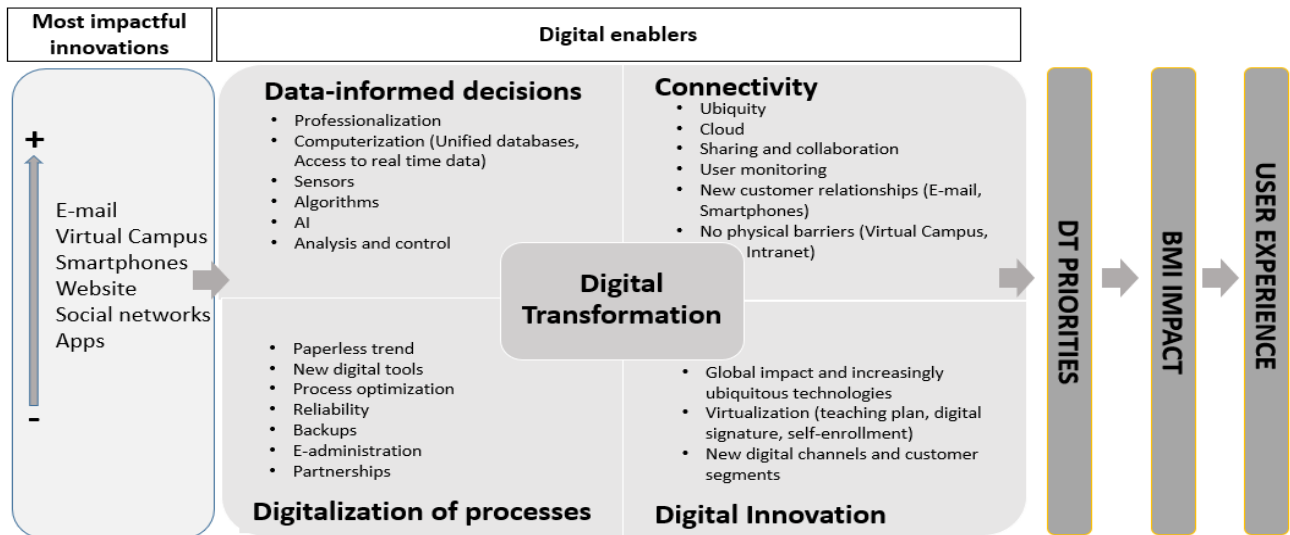 Most impactful
innovations
Digital enablers
+
E-mail
Virtual Campus
Smartphones
Website
Social networks
Apps
-
Data-informed decisions
• Professionalization
• Computerization (Unified databases,
Access to real time data)
• Sensors
• Algorithms
• AI
• Analysis and control
Connectivity
• Ubiquity
• Cloud
• Sharing and collaboration
• User monitoring
• New customer relationships (E-mail,
Smartphones)
• No physical barriers (Virtual Campus,
Intranet)
Digital
Transformation
• Paperless trend
• New digital tools
• Process optimization
• Reliability
• Backups
• E-administration
• Partnerships
Digitalization of processes
• Global impact and increasingly
ubiquitous technologies
• Virtualization (teaching plan, digital
signature, self-enrollment)
• New digital channels and customer
segments
Digital Innovation
DT PRIORITIES
BMI IMPACT
USER EXPERIENCE